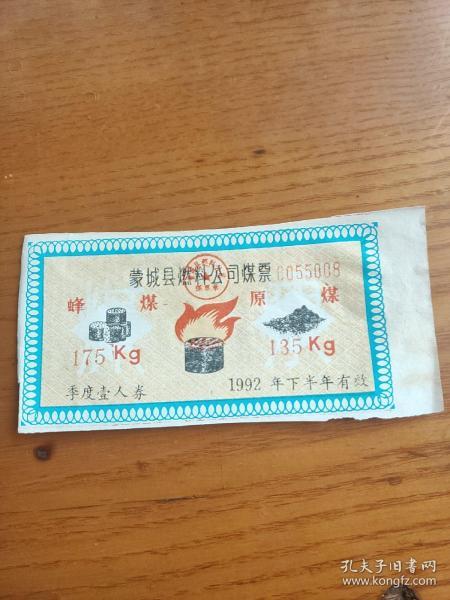 蒙城县燃料公司煤票 0055008
蜂 煤 原 煤
175 Kg 135 Kg
季度壹人券 1992 年下半年有效
孔夫子旧书网
www.kongfz.com